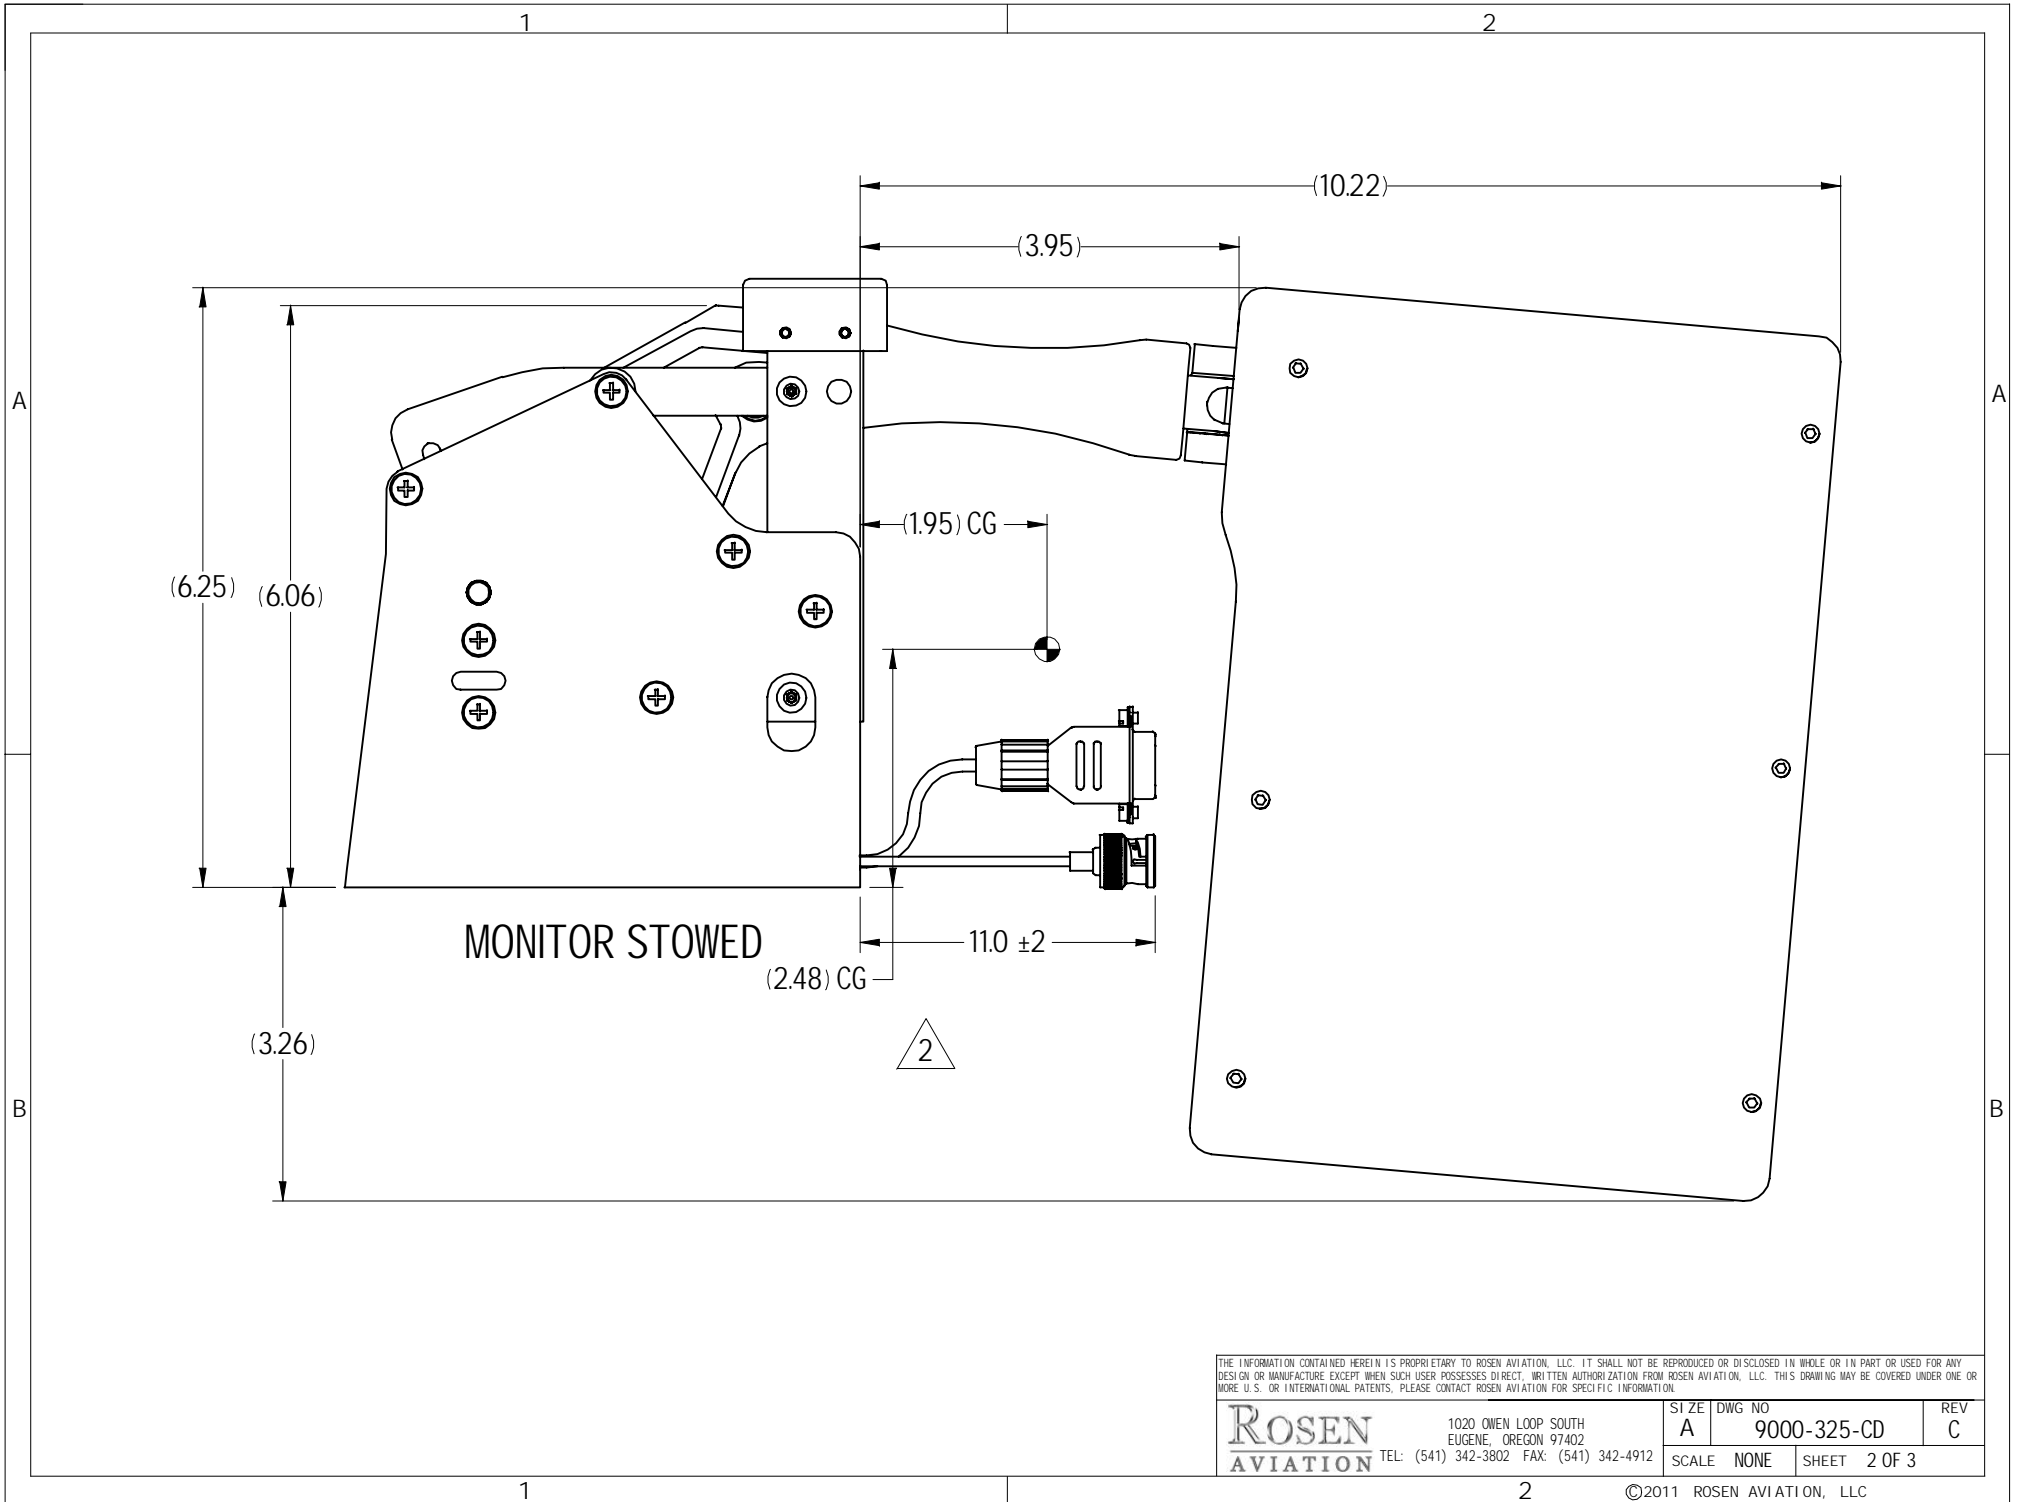 1
2
(10.22)
(3.95)
A
A
(1.95) CG
(6.25)
(6.06)
MONITOR STOWED
11.0 ±2
(2.48) CG
(3.26)
2
B
B
THE INFORMATION CONTAINED HEREIN IS PROPRIETARY TO ROSEN AVIATION, LLC. IT SHALL NOT BE REPRODUCED OR DISCLOSED IN WHOLE OR IN PART OR USED FOR ANY
DESIGN OR MANUFACTURE EXCEPT WHEN SUCH USER POSSESSES DIRECT, WRITTEN AUTHORIZATION FROM ROSEN AVIATION, LLC. THIS DRAWING MAY BE COVERED UNDER ONE OR
MORE U.S. OR INTERNATIONAL PATENTS, PLEASE CONTACT ROSEN AVIATION FOR SPECIFIC INFORMATION.
ROSEN
AVIATION
1020 OWEN LOOP SOUTH
EUGENE, OREGON 97402
TEL: (541) 342-3802 FAX: (541) 342-4912
SIZE
A
DWG NO
9000-325-CD
REV
C
SCALE NONE
SHEET 2 OF 3
1
2
©2011 ROSEN AVIATION, LLC